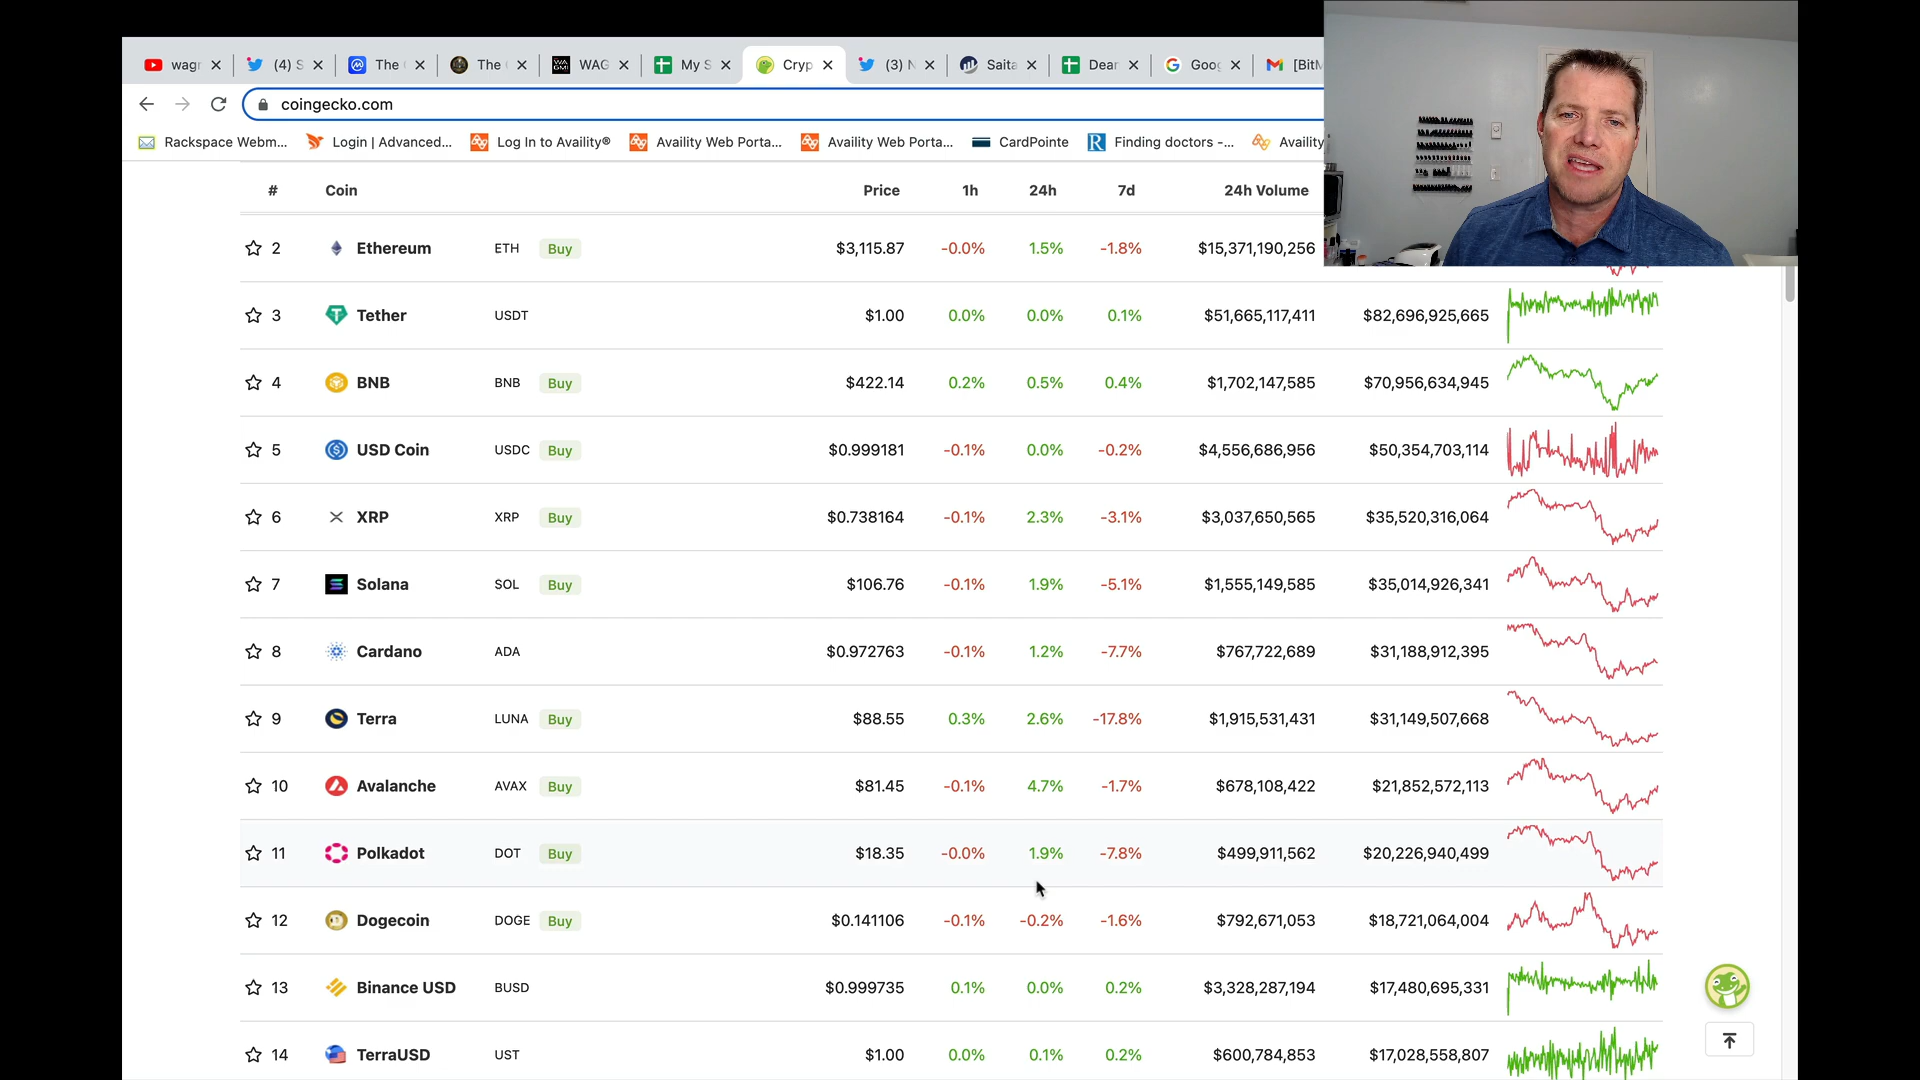 wagr (4) S The The WAG My S Cryp (3) N Saita Dear Goog [BitM
coingecko.com
Rackspace Webm... Login | Advanced... Log In to Availity® Availity Web Porta... Availity Web Porta... CardPointe Finding doctors -... Availity
# Coin Price 1h 24h 7d 24h Volume
2 Ethereum ETH Buy $3,115.87 -0.0% 1.5% -1.8% $15,371,190,256
3 Tether USDT $1.00 0.0% 0.0% 0.1% $51,665,117,411 $82,696,925,665
4 BNB BNB Buy $422.14 0.2% 0.5% 0.4% $1,702,147,585 $70,956,634,945
5 USD Coin USDC Buy $0.999181 -0.1% 0.0% -0.2% $4,556,686,956 $50,354,703,114
6 XRP XRP Buy $0.738164 -0.1% 2.3% -3.1% $3,037,650,565 $35,520,316,064
7 Solana SOL Buy $106.76 -0.1% 1.9% -5.1% $1,555,149,585 $35,014,926,341
8 Cardano ADA $0.972763 -0.1% 1.2% -7.7% $767,722,689 $31,188,912,395
9 Terra LUNA Buy $88.55 0.3% 2.6% -17.8% $1,915,531,431 $31,149,507,668
10 Avalanche AVAX Buy $81.45 -0.1% 4.7% -1.7% $678,108,422 $21,852,572,113
11 Polkadot DOT Buy $18.35 -0.0% 1.9% -7.8% $499,911,562 $20,226,940,499
12 Dogecoin DOGE Buy $0.141106 -0.1% -0.2% -1.6% $792,671,053 $18,721,064,004
13 Binance USD BUSD $0.999735 0.1% 0.0% 0.2% $3,328,287,194 $17,480,695,331
14 TerraUSD UST $1.00 0.0% 0.1% 0.2% $600,784,853 $17,028,558,807